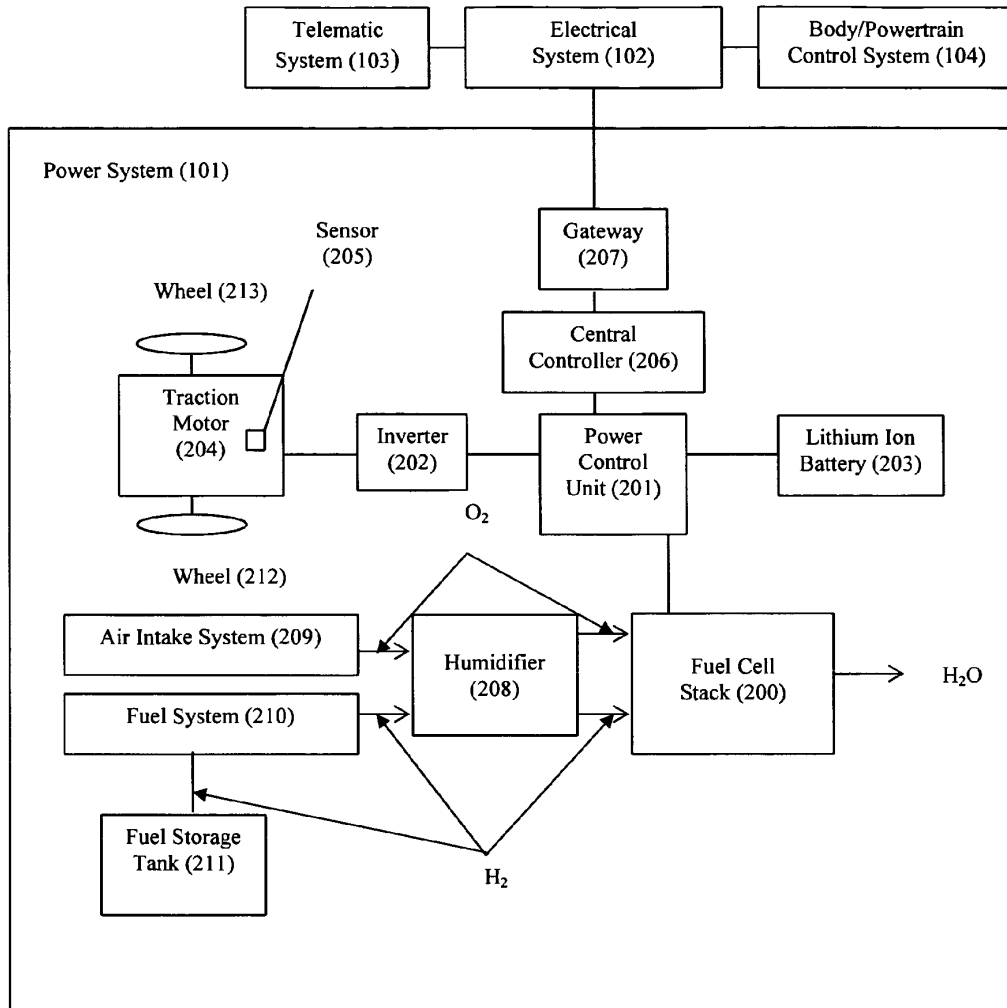 Telematic
System (103)
Electrical
System (102)
Body/Powertrain
Control System (104)
Power System (101)
Sensor
(205)
Gateway
(207)
Wheel (213)
Central
Controller (206)
Traction
Motor
(204)
Inverter
(202)
Power
Control
Unit (201)
Lithium Ion
Battery (203)
O₂
Wheel (212)
Air Intake System (209)
Humidifier
(208)
Fuel Cell
Stack (200)
H₂O
Fuel System (210)
Fuel Storage
Tank (211)
H₂